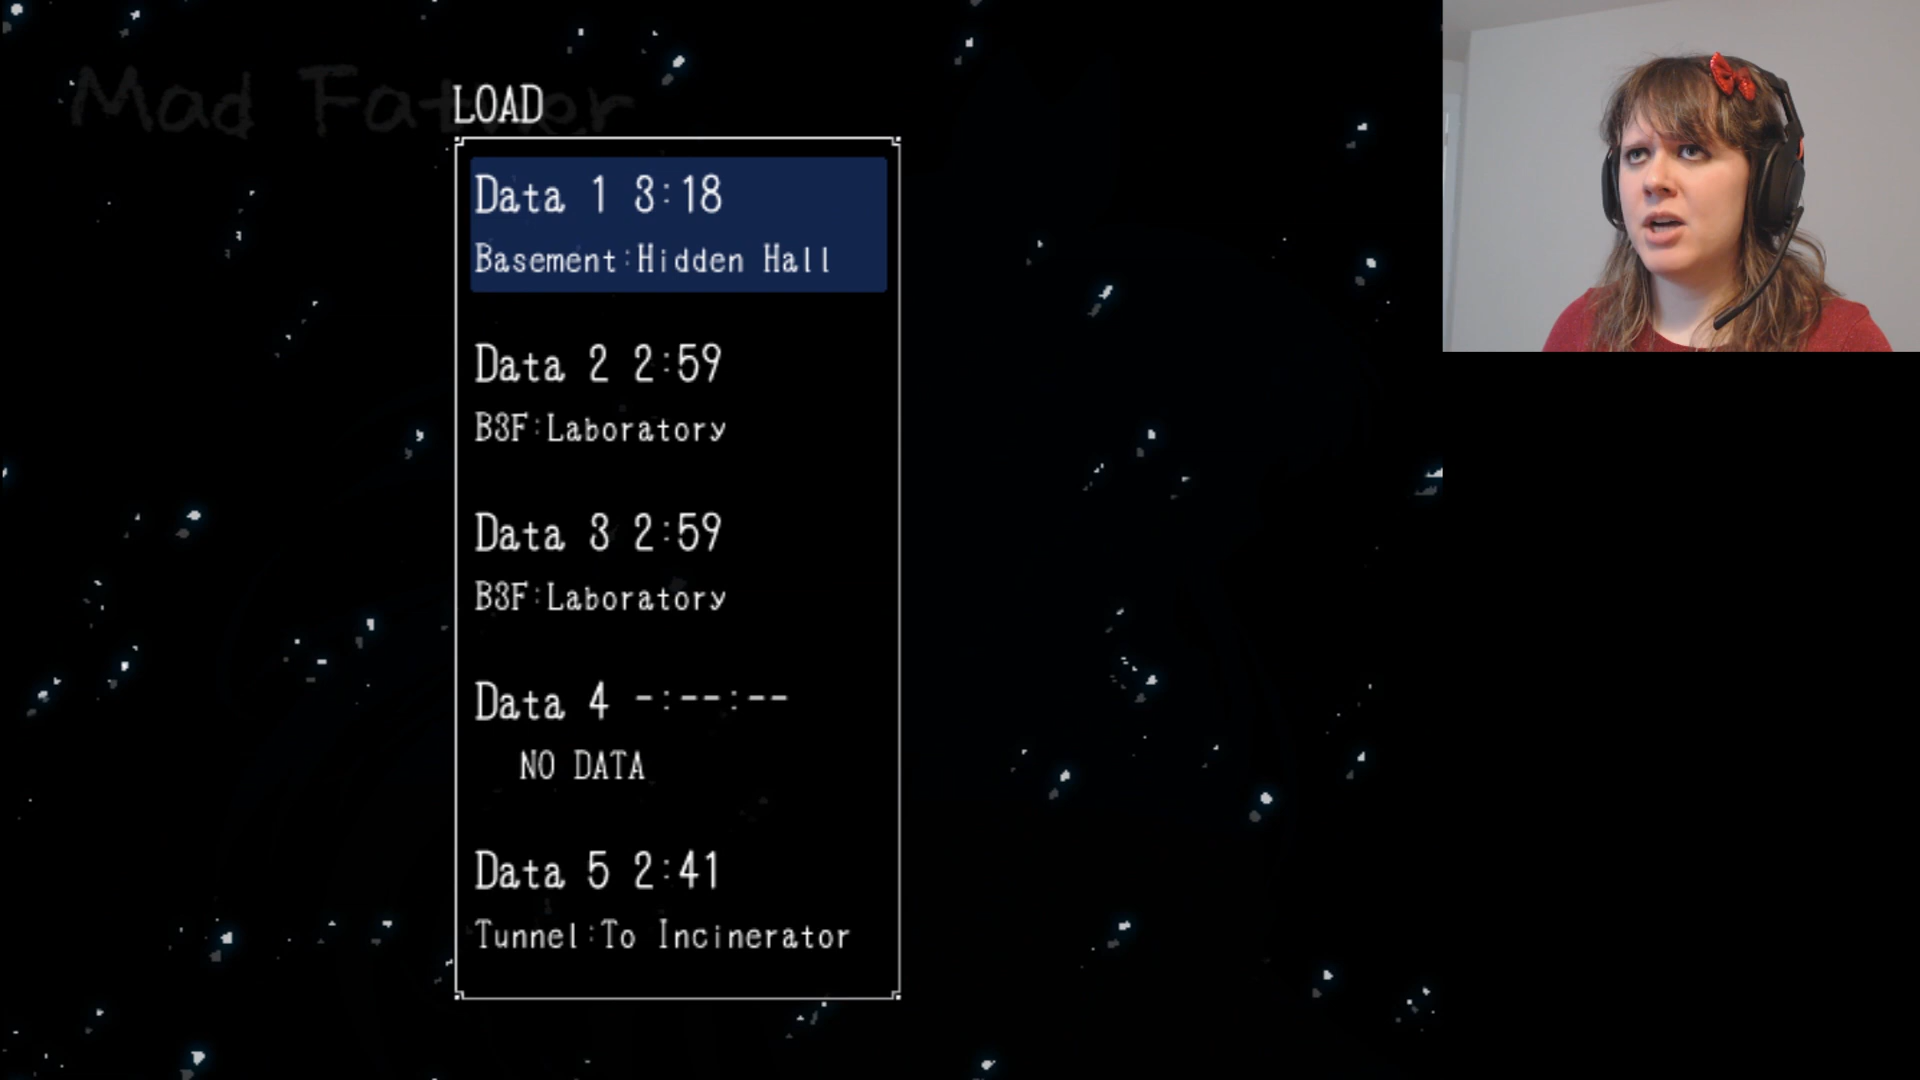 Mad Father
LOAD
Data 1 3:18
Basement:Hidden Hall
Data 2 2:59
B3F:Laboratory
Data 3 2:59
B3F:Laboratory
Data 4 -:--:--
NO DATA
Data 5 2:41
Tunnel:To Incinerator